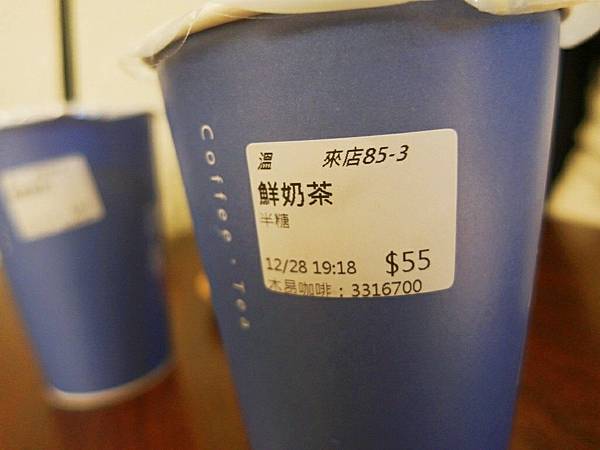 Coffee · Tea
溫 來店85-3
鮮奶茶
半糖
12/28 19:18 $55
木易咖啡：3316700